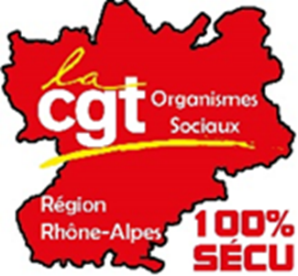 la
cgt Organismes
Sociaux
Région
Rhône-Alpes
100%
SÉCU